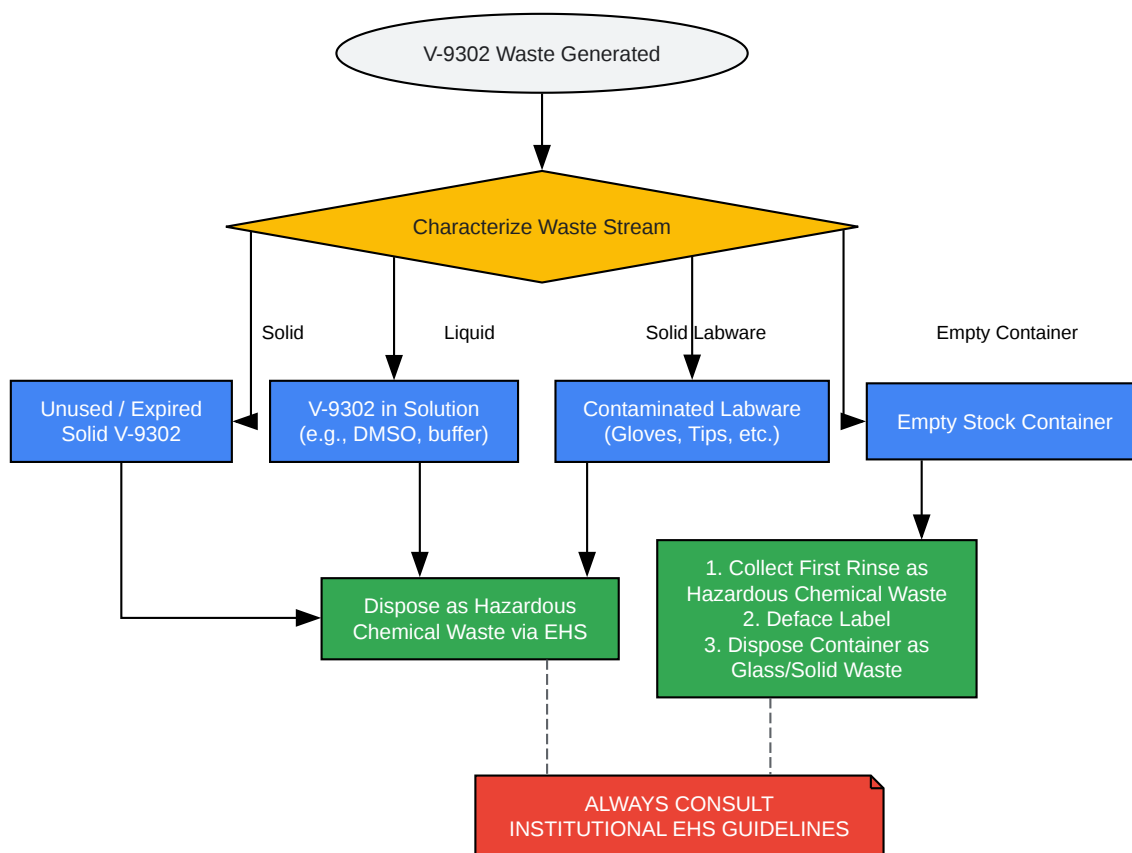 V-9302 Waste Generated
Characterize Waste Stream
Solid
Liquid
Solid Labware
Empty Container
Unused / Expired
Solid V-9302
V-9302 in Solution
(e.g., DMSO, buffer)
Contaminated Labware
(Gloves, Tips, etc.)
Empty Stock Container
Dispose as Hazardous
Chemical Waste via EHS
1. Collect First Rinse as
Hazardous Chemical Waste
2. Deface Label
3. Dispose Container as
Glass/Solid Waste
ALWAYS CONSULT
INSTITUTIONAL EHS GUIDELINES